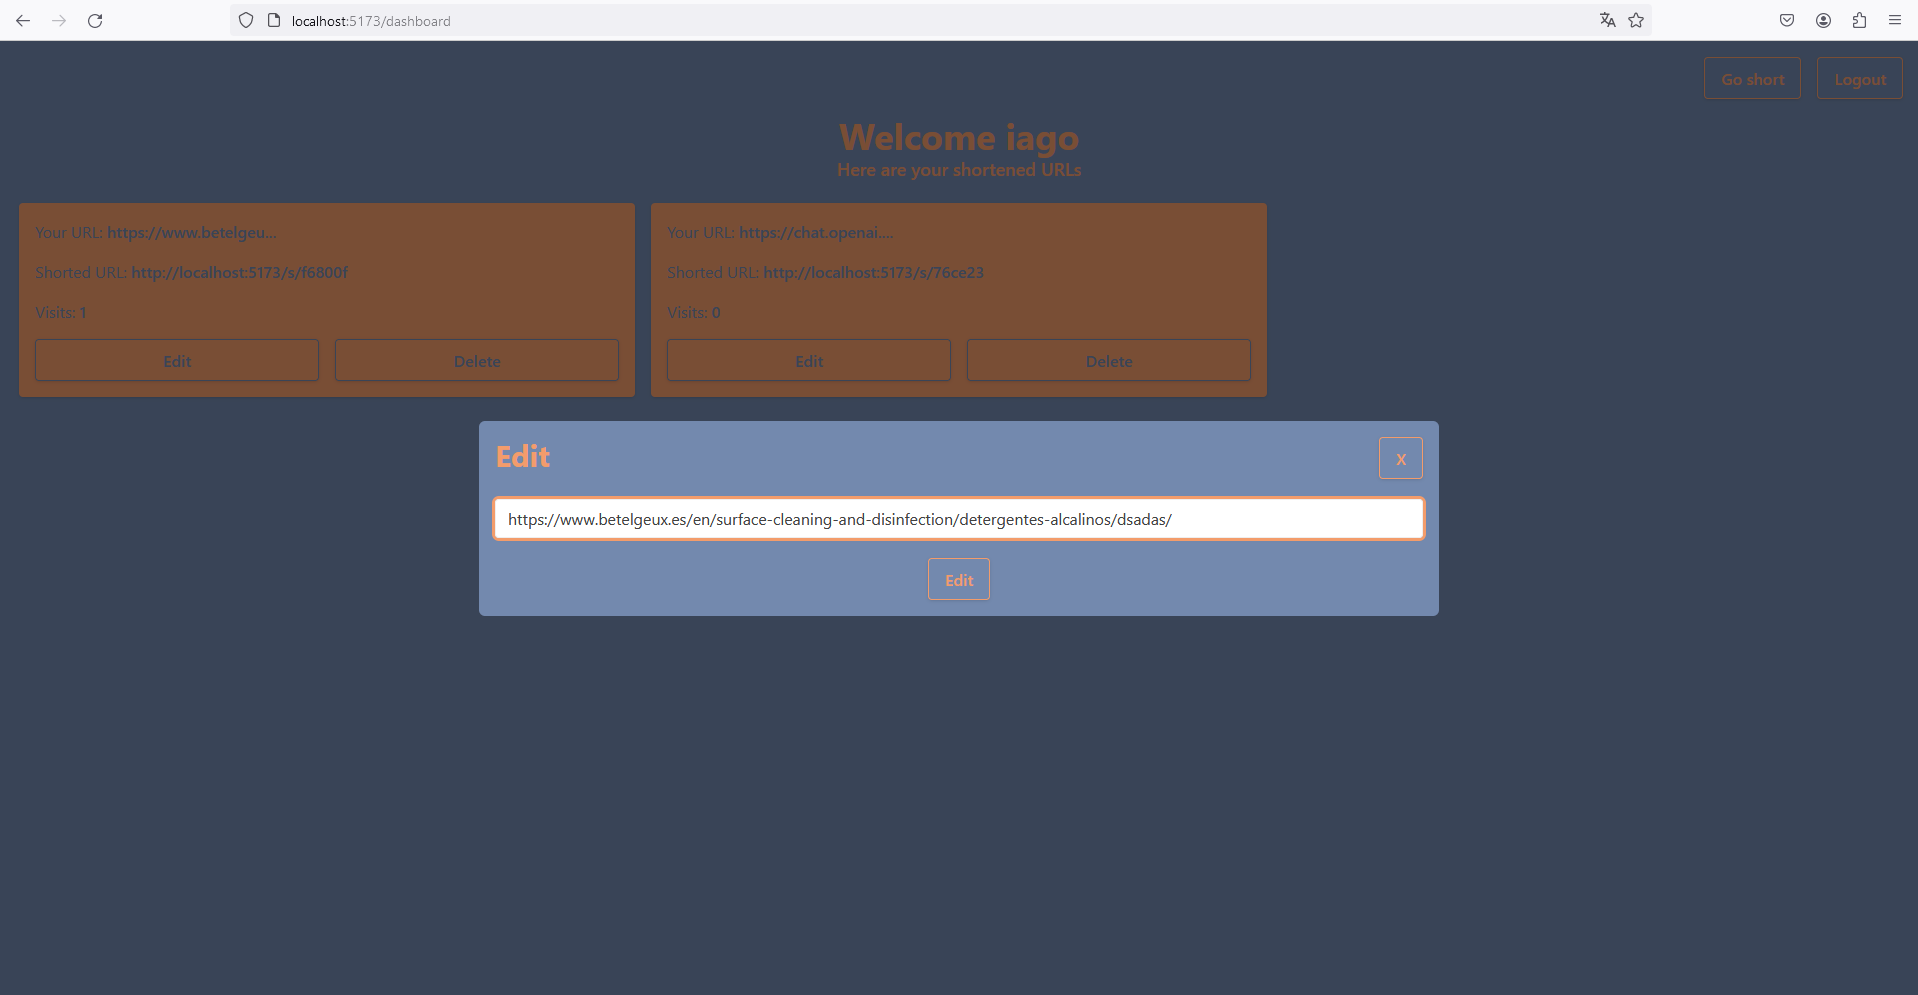 localhost:5173/dashboard
Go short
Logout
Welcome iago
Here are your shortened URLs
Your URL: https://www.betelgeu...
Shorted URL: http://localhost:5173/s/f6800f
Visits: 1
Edit
Delete
Your URL: https://chat.openai....
Shorted URL: http://localhost:5173/s/76ce23
Visits: 0
Edit
Delete
Edit
X
https://www.betelgeux.es/en/surface-cleaning-and-disinfection/detergentes-alcalinos/dsadas/
Edit